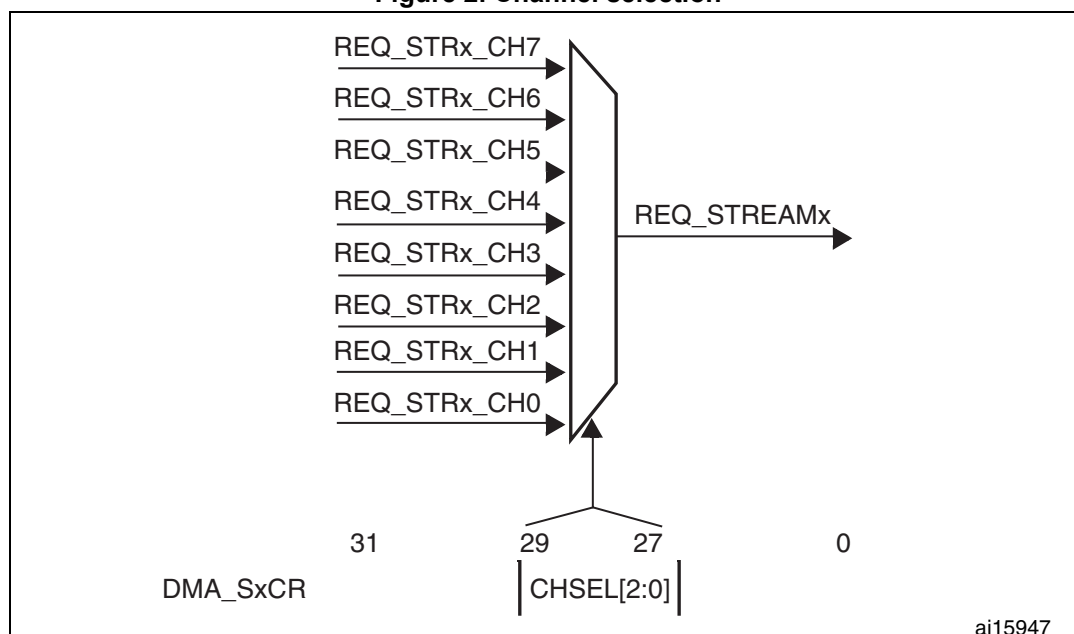 Figure 2. Channel selection
REQ_STRx_CH7
REQ_STRx_CH6
REQ_STRx_CH5
REQ_STRx_CH4
REQ_STRx_CH3
REQ_STRx_CH2
REQ_STRx_CH1
REQ_STRx_CH0
REQ_STREAMx
31 29 27 0
DMA_SxCR CHSEL[2:0]
ai15947